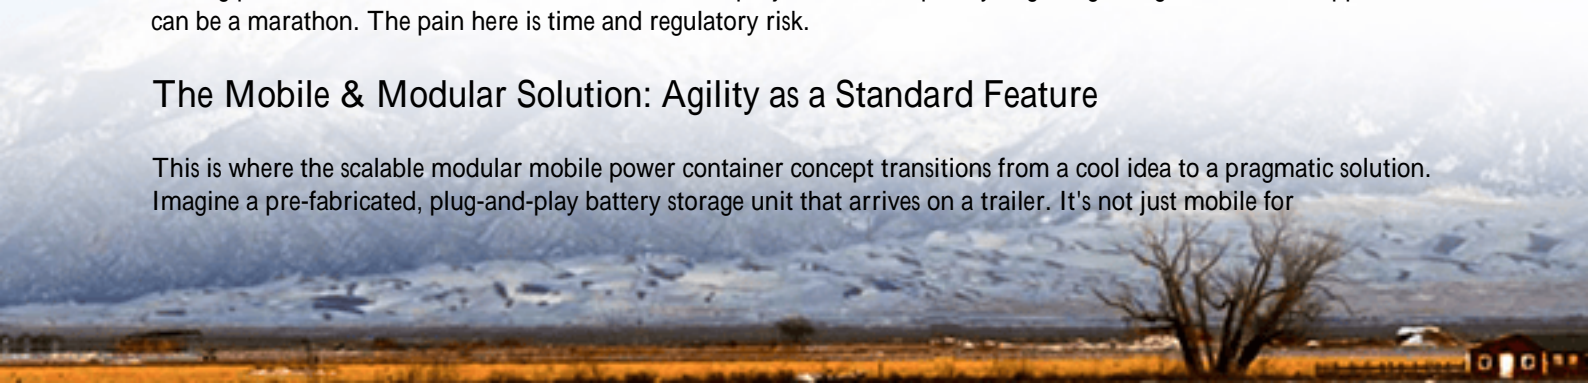 can be a marathon. The pain here is time and regulatory risk.
The Mobile & Modular Solution: Agility as a Standard Feature
This is where the scalable modular mobile power container concept transitions from a cool idea to a pragmatic solution.
Imagine a pre-fabricated, plug-and-play battery storage unit that arrives on a trailer. It's not just mobile for